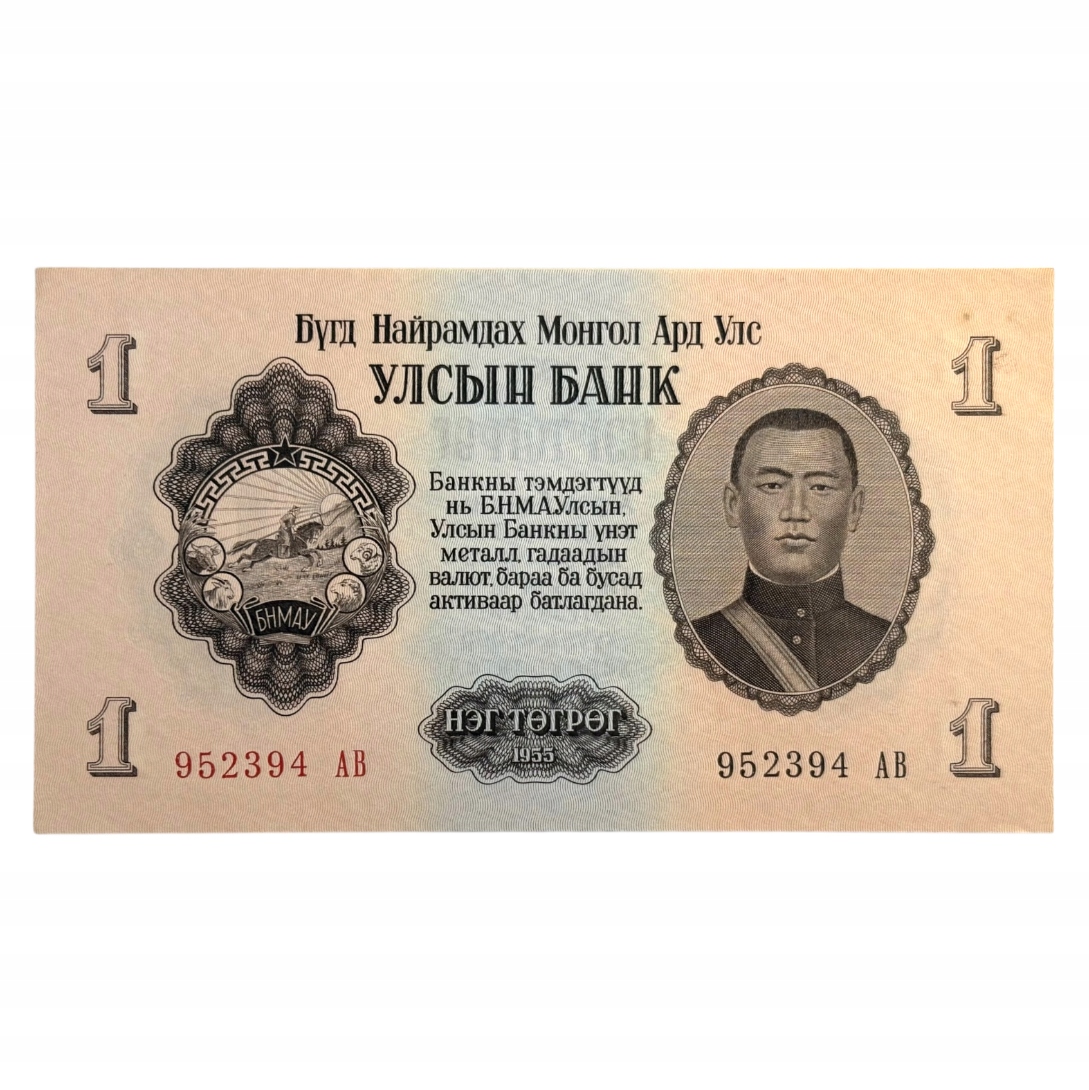 Бүгд Найрамдах Монгол Ард Улс
УЛСЫН БАНК
1
1
Банкны тэмдэгтүүд
нь Б.Н.М.А.Улсын,
Улсын Банкны үнэт
металл, гадаадын
валют, бараа ба бусад
активаар батлагдана.
БНМАУ
НЭГ ТӨГРӨГ
1955
1
952394 АВ
952394 АВ
1